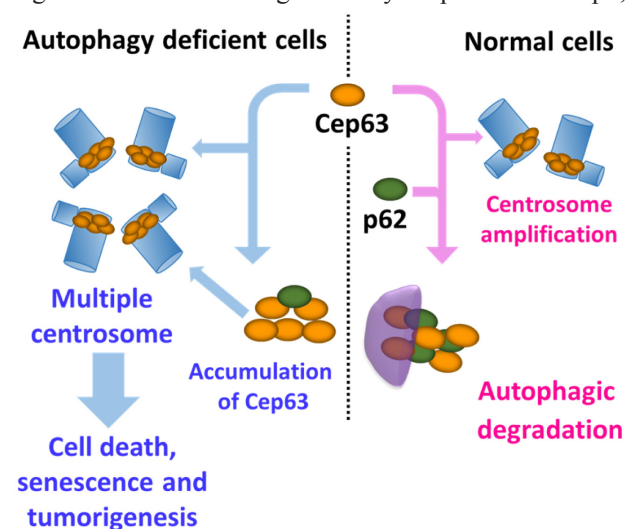 Autophagy deficient cells
Normal cells
Cep63
p62
Centrosome
amplification
Multiple
centrosome
Accumulation
of Cep63
Autophagic
degradation
Cell death,
senescence and
tumorigenesis